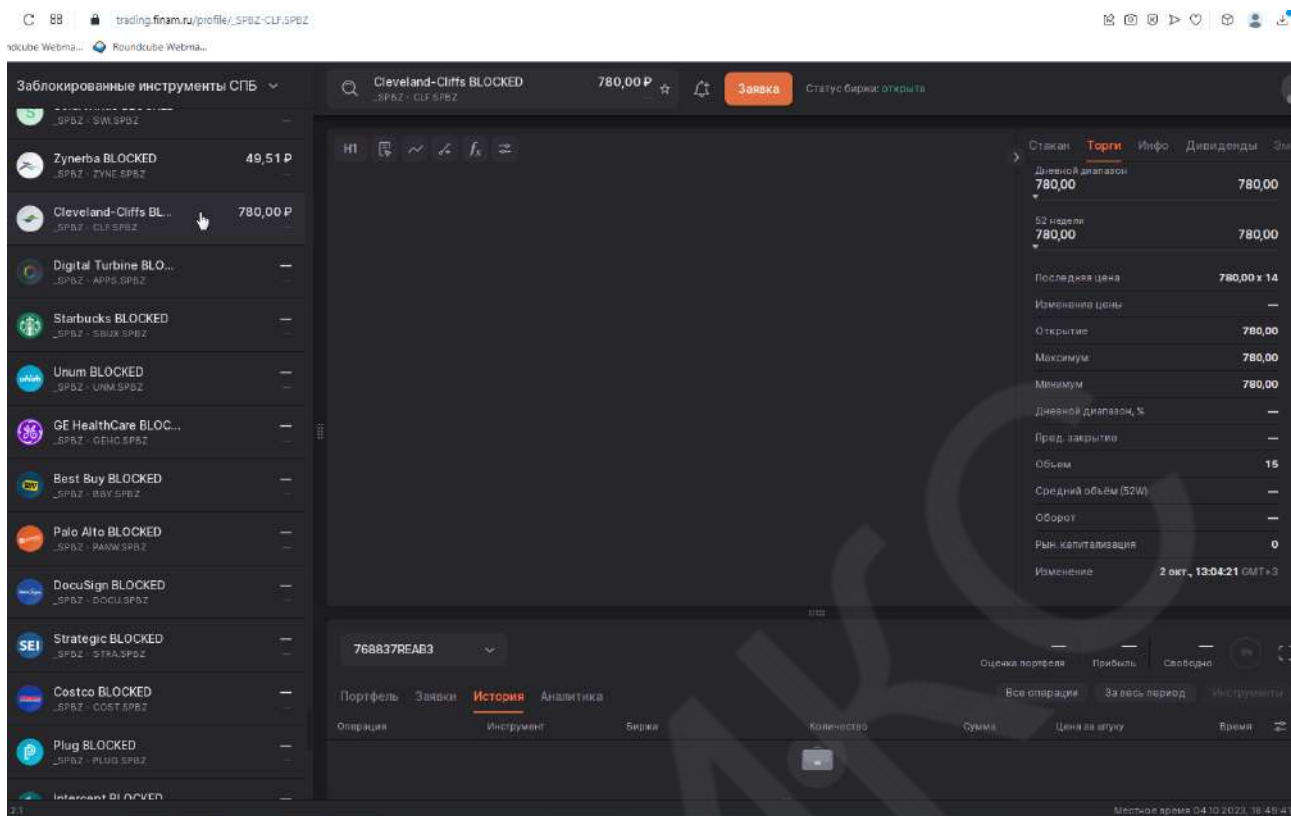 trading.finam.ru/profile/_SPBZ-CLF.SPBZ
Roundcube Webma...
Заблокированные инструменты СПБ
Cleveland-Cliffs BLOCKED
_SPBZ - CLF.SPBZ
780,00 ₽
Заявка
Статус биржи: открыта
_SPBZ - SWI.SPBZ
Zynerba BLOCKED
49,51 ₽
_SPBZ - ZYNE.SPBZ
Cleveland-Cliffs BL...
780,00 ₽
_SPBZ - CLF.SPBZ
Digital Turbine BLO...
—
_SPBZ - APPS.SPBZ
Starbucks BLOCKED
—
_SPBZ - SBUX.SPBZ
Unum BLOCKED
—
_SPBZ - UNM.SPBZ
GE HealthCare BLOC...
—
_SPBZ - GEHC.SPBZ
Best Buy BLOCKED
—
_SPBZ - BBY.SPBZ
Palo Alto BLOCKED
—
_SPBZ - PANW.SPBZ
DocuSign BLOCKED
—
_SPBZ - DOCU.SPBZ
SEI
Strategic BLOCKED
—
_SPBZ - STRA.SPBZ
Costco BLOCKED
—
_SPBZ - COST.SPBZ
Plug BLOCKED
—
_SPBZ - PLUG.SPBZ
Intercept BLOCKED
H1
Стакан Торги Инфо Дивиденды
Дневной диапазон
780,00 780,00
52 недели
780,00 780,00
Последняя цена 780,00 x 14
Изменение цены —
Открытие 780,00
Максимум 780,00
Минимум 780,00
Дневной диапазон, % —
Пред. закрытие —
Объем 15
Средний объём (52W) —
Оборот —
Рын. капитализация 0
Изменение 2 окт., 13:04:21 GMT+3
768837REAB3
Оценка портфеля Прибыль Свободно
Портфель Заявки История Аналитика
Все операции За весь период Инструменты
Операция Инструмент Биржа Количество Сумма Цена за штуку Время
Местное время 04.10.2023, 18:49:41